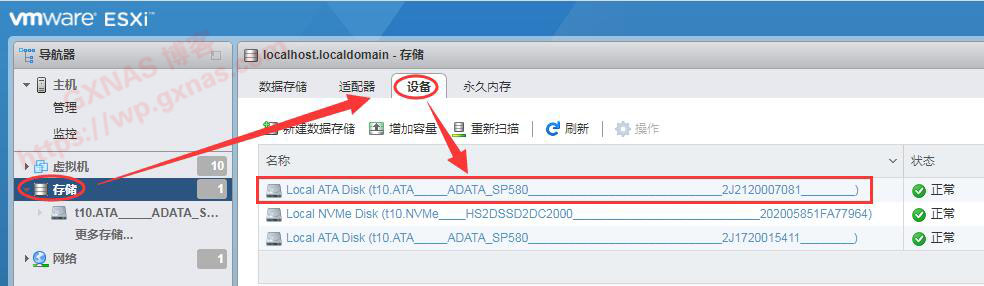 vmware ESXi
导航器
主机
管理
监控
虚拟机 10
存储 1
t10.ATA_____ADATA_S...
更多存储...
网络 1
GXNAS 博客
https://wp.gxnas.com
localhost.localdomain - 存储
数据存储 适配器 设备 永久内存
新建数据存储 增加容量 重新扫描 刷新 操作
名称 状态
Local ATA Disk (t10.ATA_____ADATA_SP580______________________________2J2120007081________) 正常
Local NVMe Disk (t10.NVMe____HS2DSSD2DC2000_____________________________202005851FA77964) 正常
Local ATA Disk (t10.ATA_____ADATA_SP580______________________________2J1720015411________) 正常